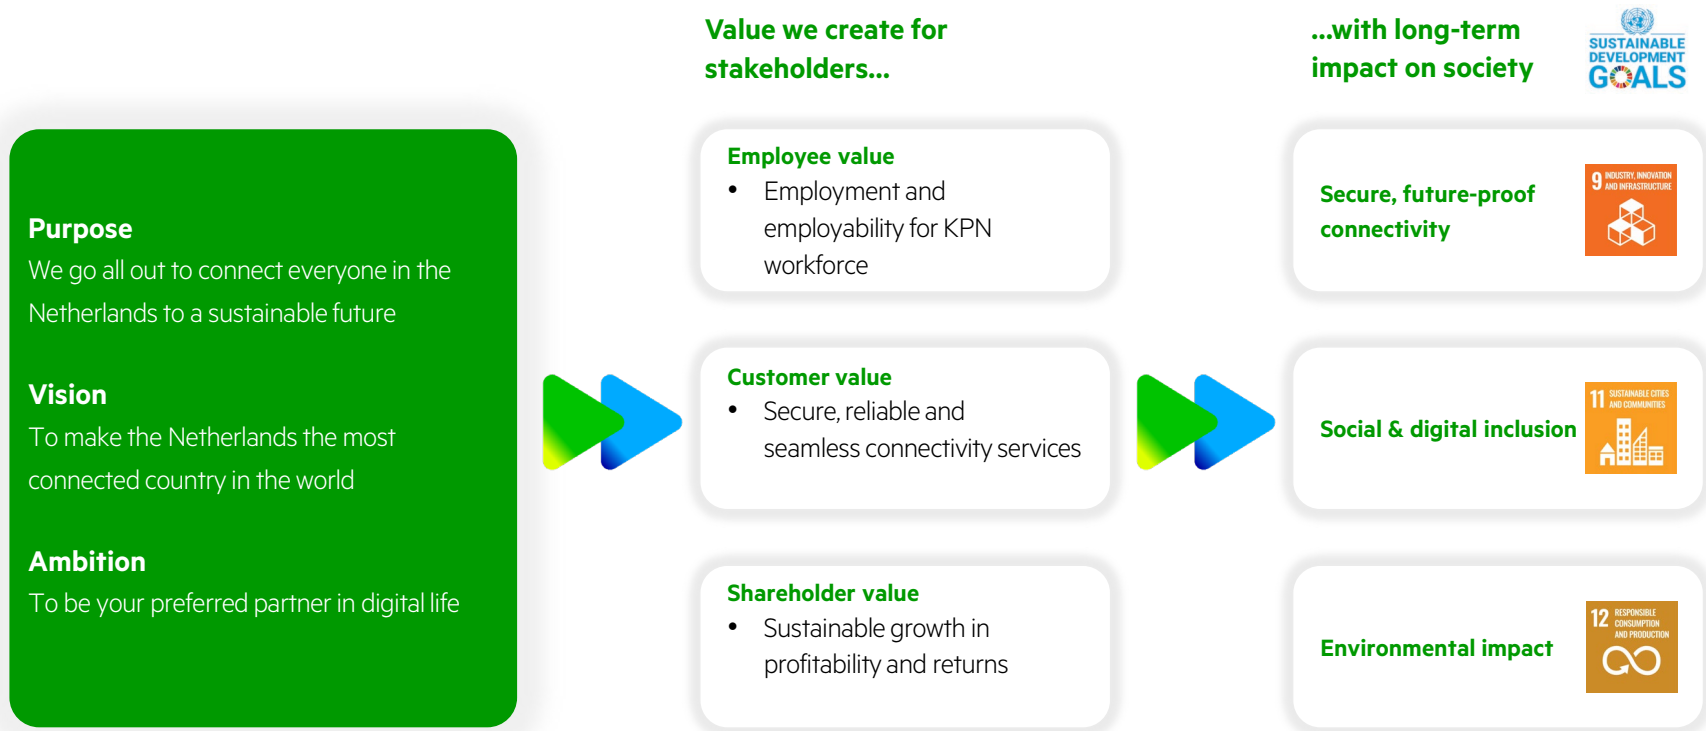 Value we create for
stakeholders...
...with long-term
impact on society
SUSTAINABLE
DEVELOPMENT
GOALS
Purpose
We go all out to connect everyone in the
Netherlands to a sustainable future
Vision
To make the Netherlands the most
connected country in the world
Ambition
To be your preferred partner in digital life
Employee value
• Employment and
employability for KPN
workforce
Customer value
• Secure, reliable and
seamless connectivity services
Shareholder value
• Sustainable growth in
profitability and returns
Secure, future-proof
connectivity
9 INDUSTRY, INNOVATION
AND INFRASTRUCTURE
Social & digital inclusion
11 SUSTAINABLE CITIES
AND COMMUNITIES
Environmental impact
12 RESPONSIBLE
CONSUMPTION
AND PRODUCTION